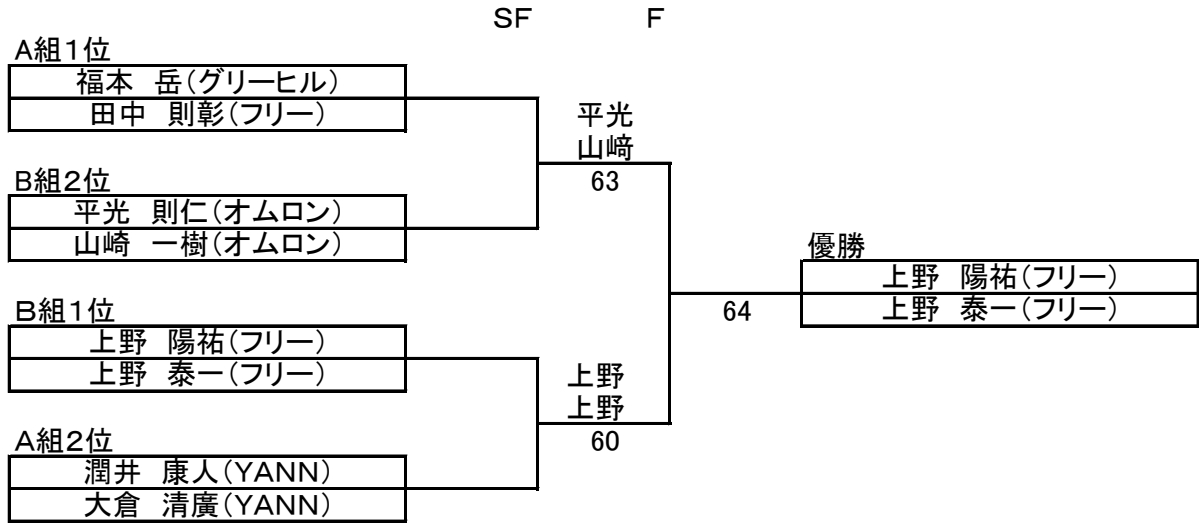 SF F
A組1位
福本 岳(グリーヒル)
田中 則彰(フリー)
平光
山﨑
63
B組2位
平光 則仁(オムロン)
山崎 一樹(オムロン)
優勝
上野 陽祐(フリー)
上野 泰一(フリー)
64
B組1位
上野 陽祐(フリー)
上野 泰一(フリー)
上野
上野
60
A組2位
潤井 康人(YANN)
大倉 清廣(YANN)